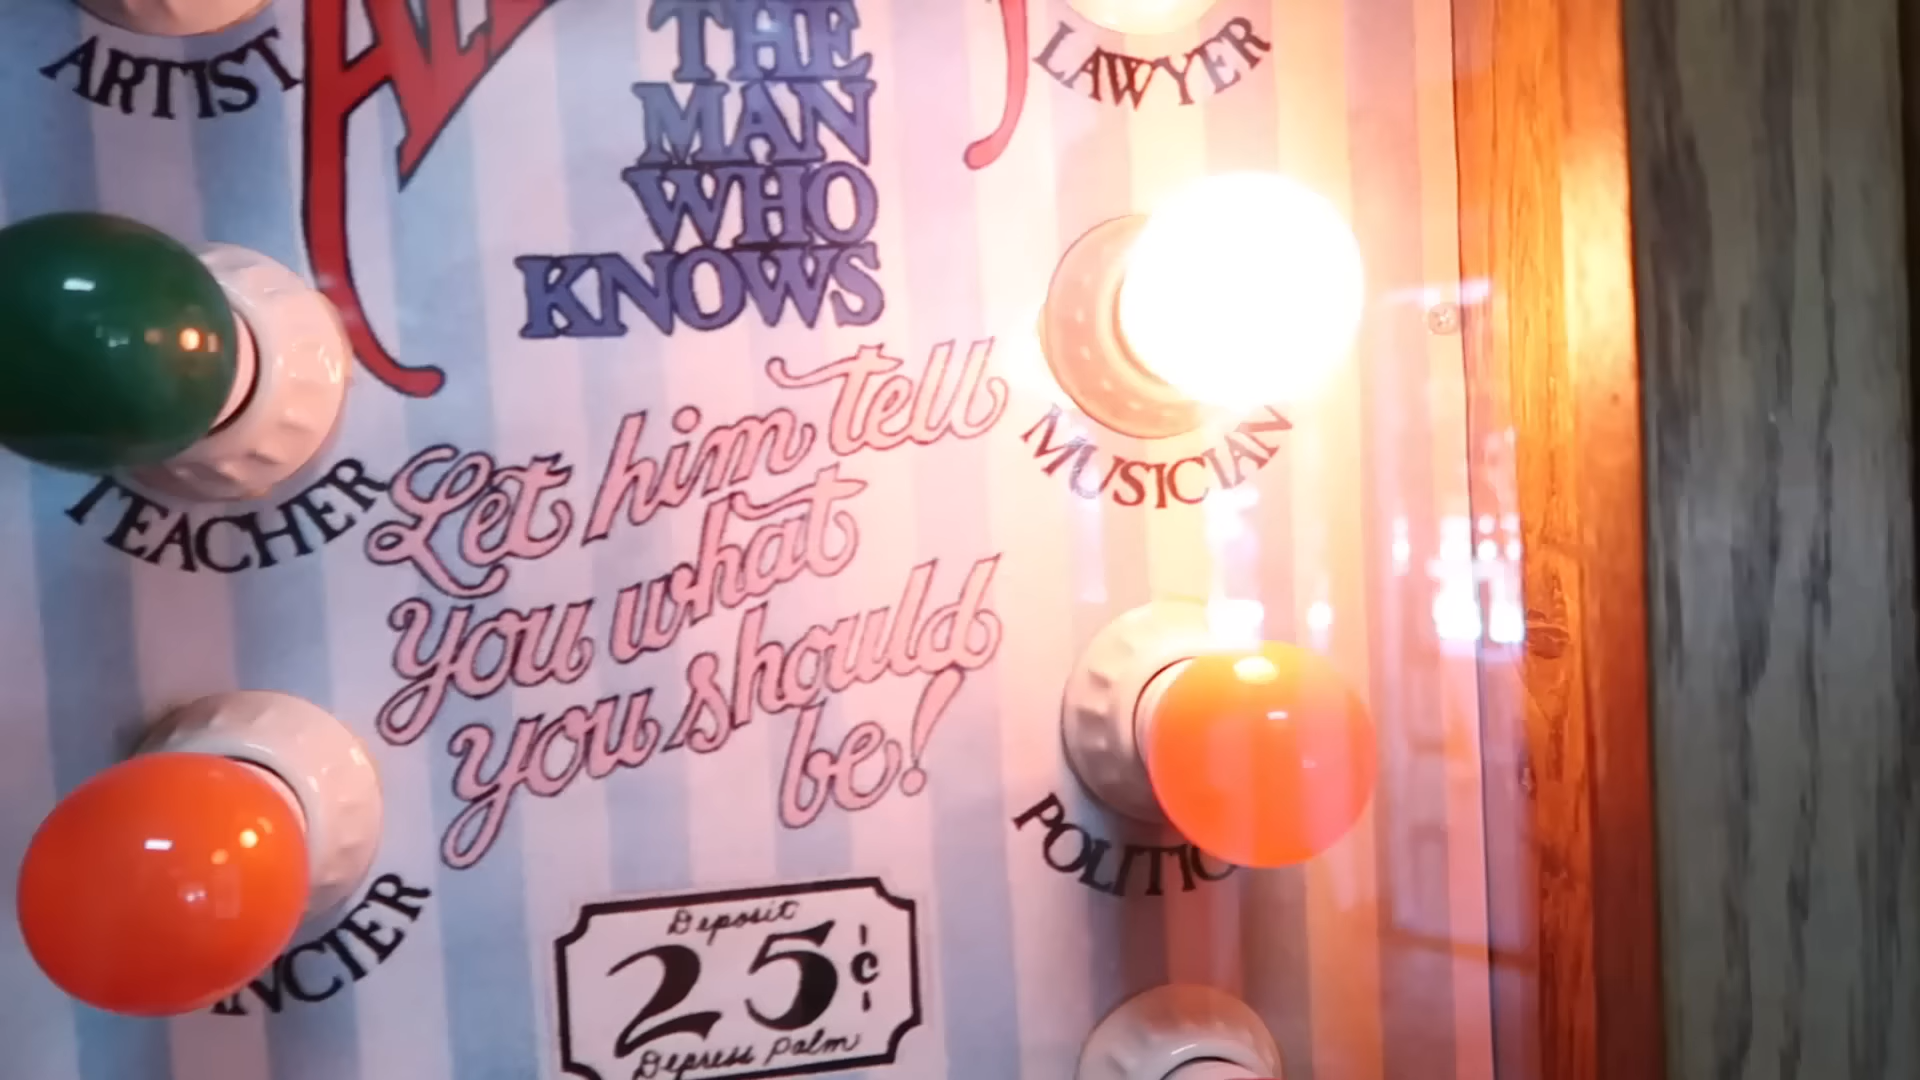 ARTIST
THE
MAN
WHO
KNOWS
LAWYER
TEACHER
MUSICIAN
Let him tell
you what
you should
be!
Deposit
25¢
Depress Palm